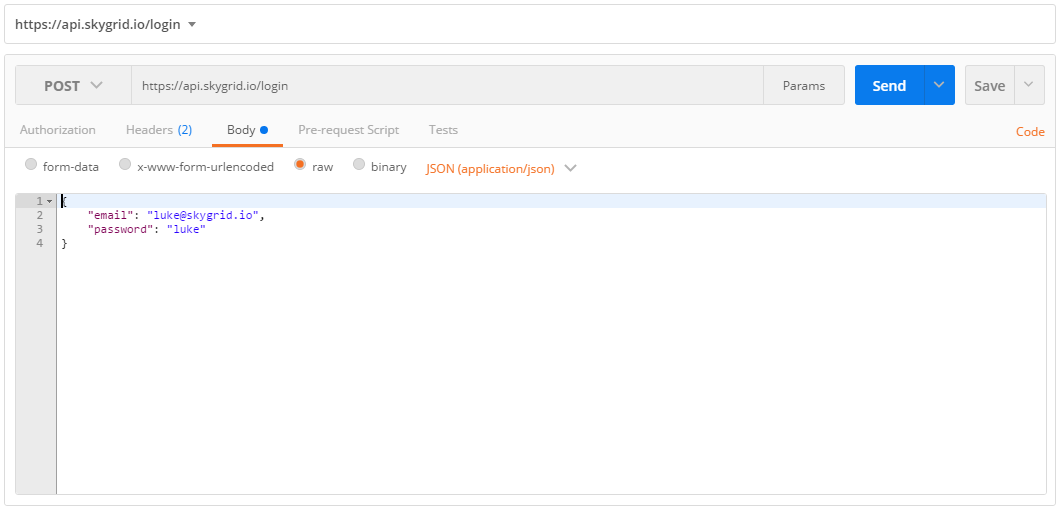 https://api.skygrid.io/login
POST https://api.skygrid.io/login Params Send Save
Authorization Headers (2) Body Pre-request Script Tests Code
form-data x-www-form-urlencoded raw binary JSON (application/json)
1 {
2 "email": "luke@skygrid.io",
3 "password": "luke"
4 }